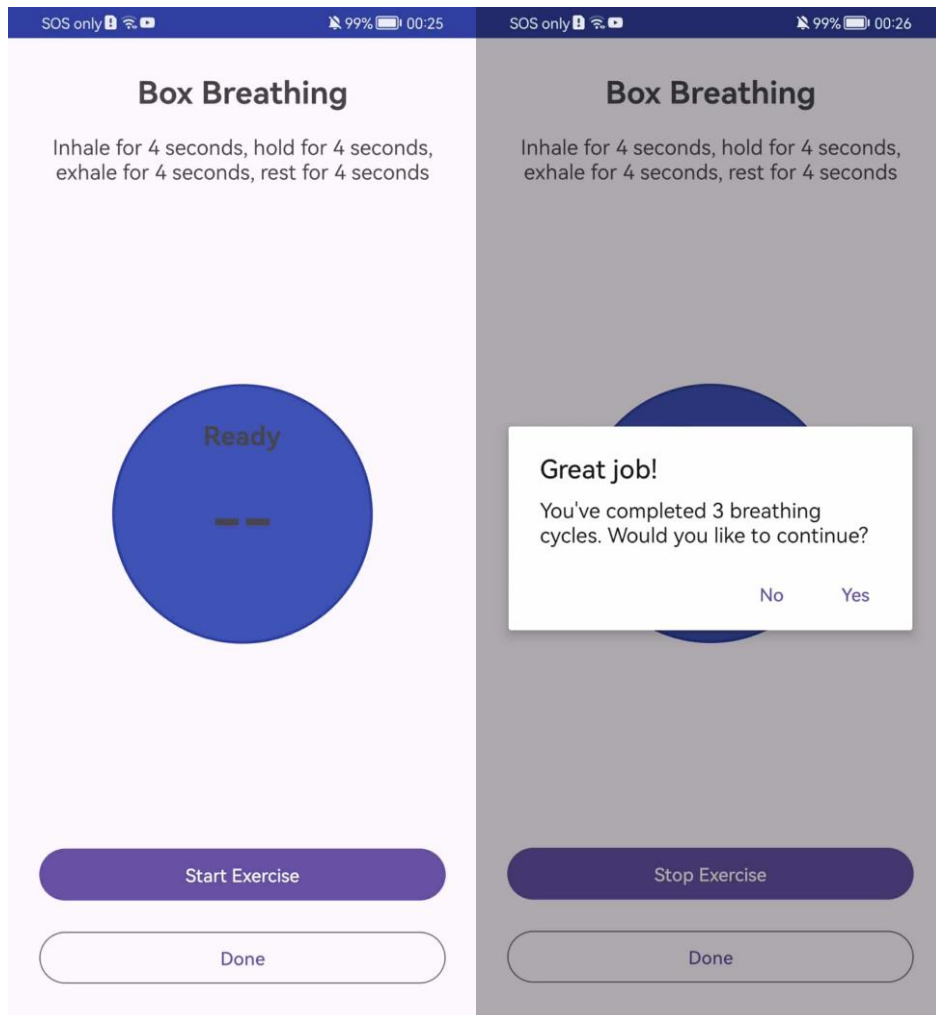 SOS only
99% 00:25
Box Breathing
Inhale for 4 seconds, hold for 4 seconds,
exhale for 4 seconds, rest for 4 seconds
Ready
--
Start Exercise
Done
SOS only
99% 00:26
Box Breathing
Inhale for 4 seconds, hold for 4 seconds,
exhale for 4 seconds, rest for 4 seconds
Great job!
You've completed 3 breathing
cycles. Would you like to continue?
No Yes
Stop Exercise
Done